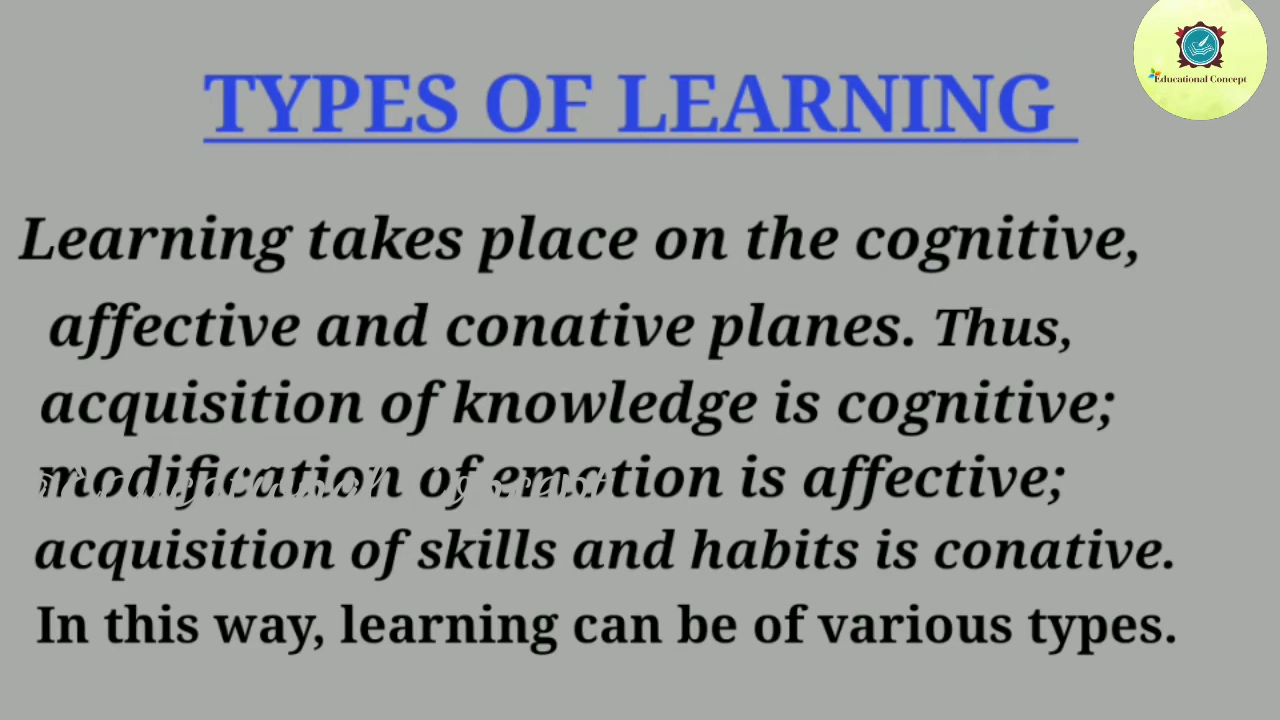 Educational Concept
TYPES OF LEARNING
Learning takes place on the cognitive,
affective and conative planes. Thus,
acquisition of knowledge is cognitive;
modification of emotion is affective;
acquisition of skills and habits is conative.
In this way, learning can be of various types.